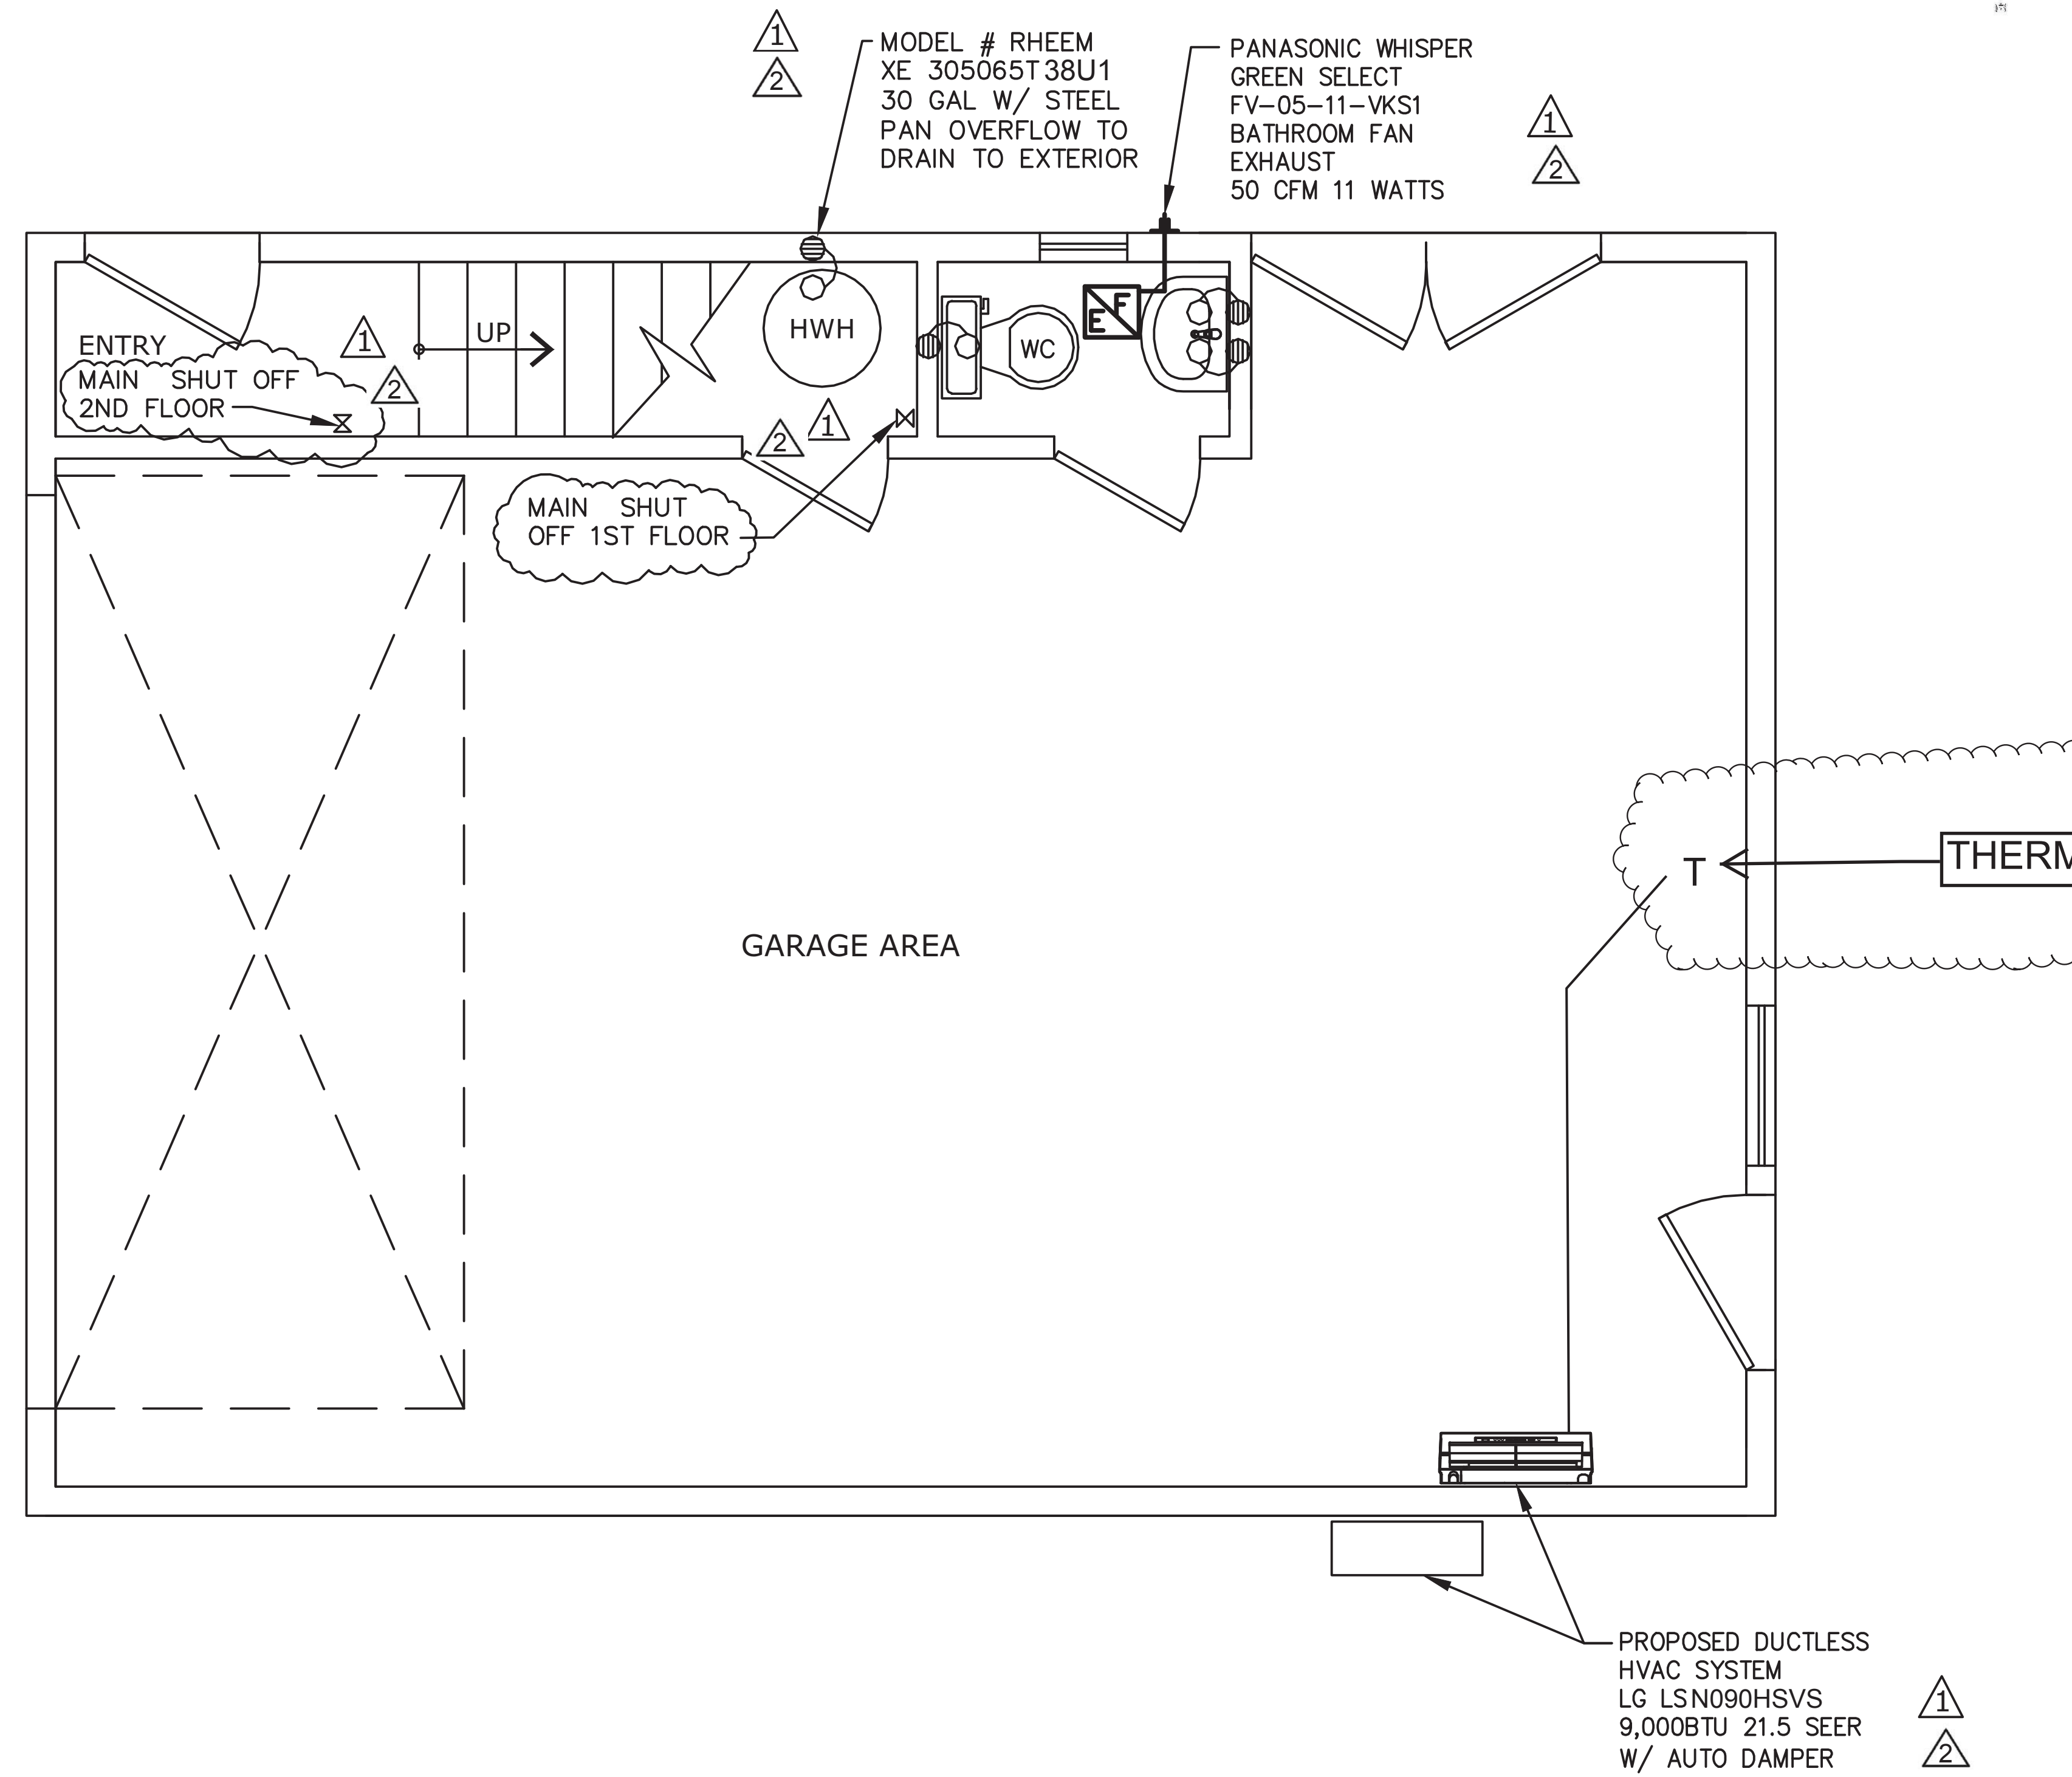 1
2
MODEL # RHEEM
XE 305065T38U1
30 GAL W/ STEEL
PAN OVERFLOW TO
DRAIN TO EXTERIOR
PANASONIC WHISPER
GREEN SELECT
FV-05-11-VKS1
BATHROOM FAN
EXHAUST
50 CFM 11 WATTS
1
2
ENTRY
MAIN SHUT OFF
2ND FLOOR
1
2
UP
HWH
WC
E F
2
1
MAIN SHUT
OFF 1ST FLOOR
T
THERM
GARAGE AREA
PROPOSED DUCTLESS
HVAC SYSTEM
LG LSN090HSVS
9,000BTU 21.5 SEER
W/ AUTO DAMPER
1
2